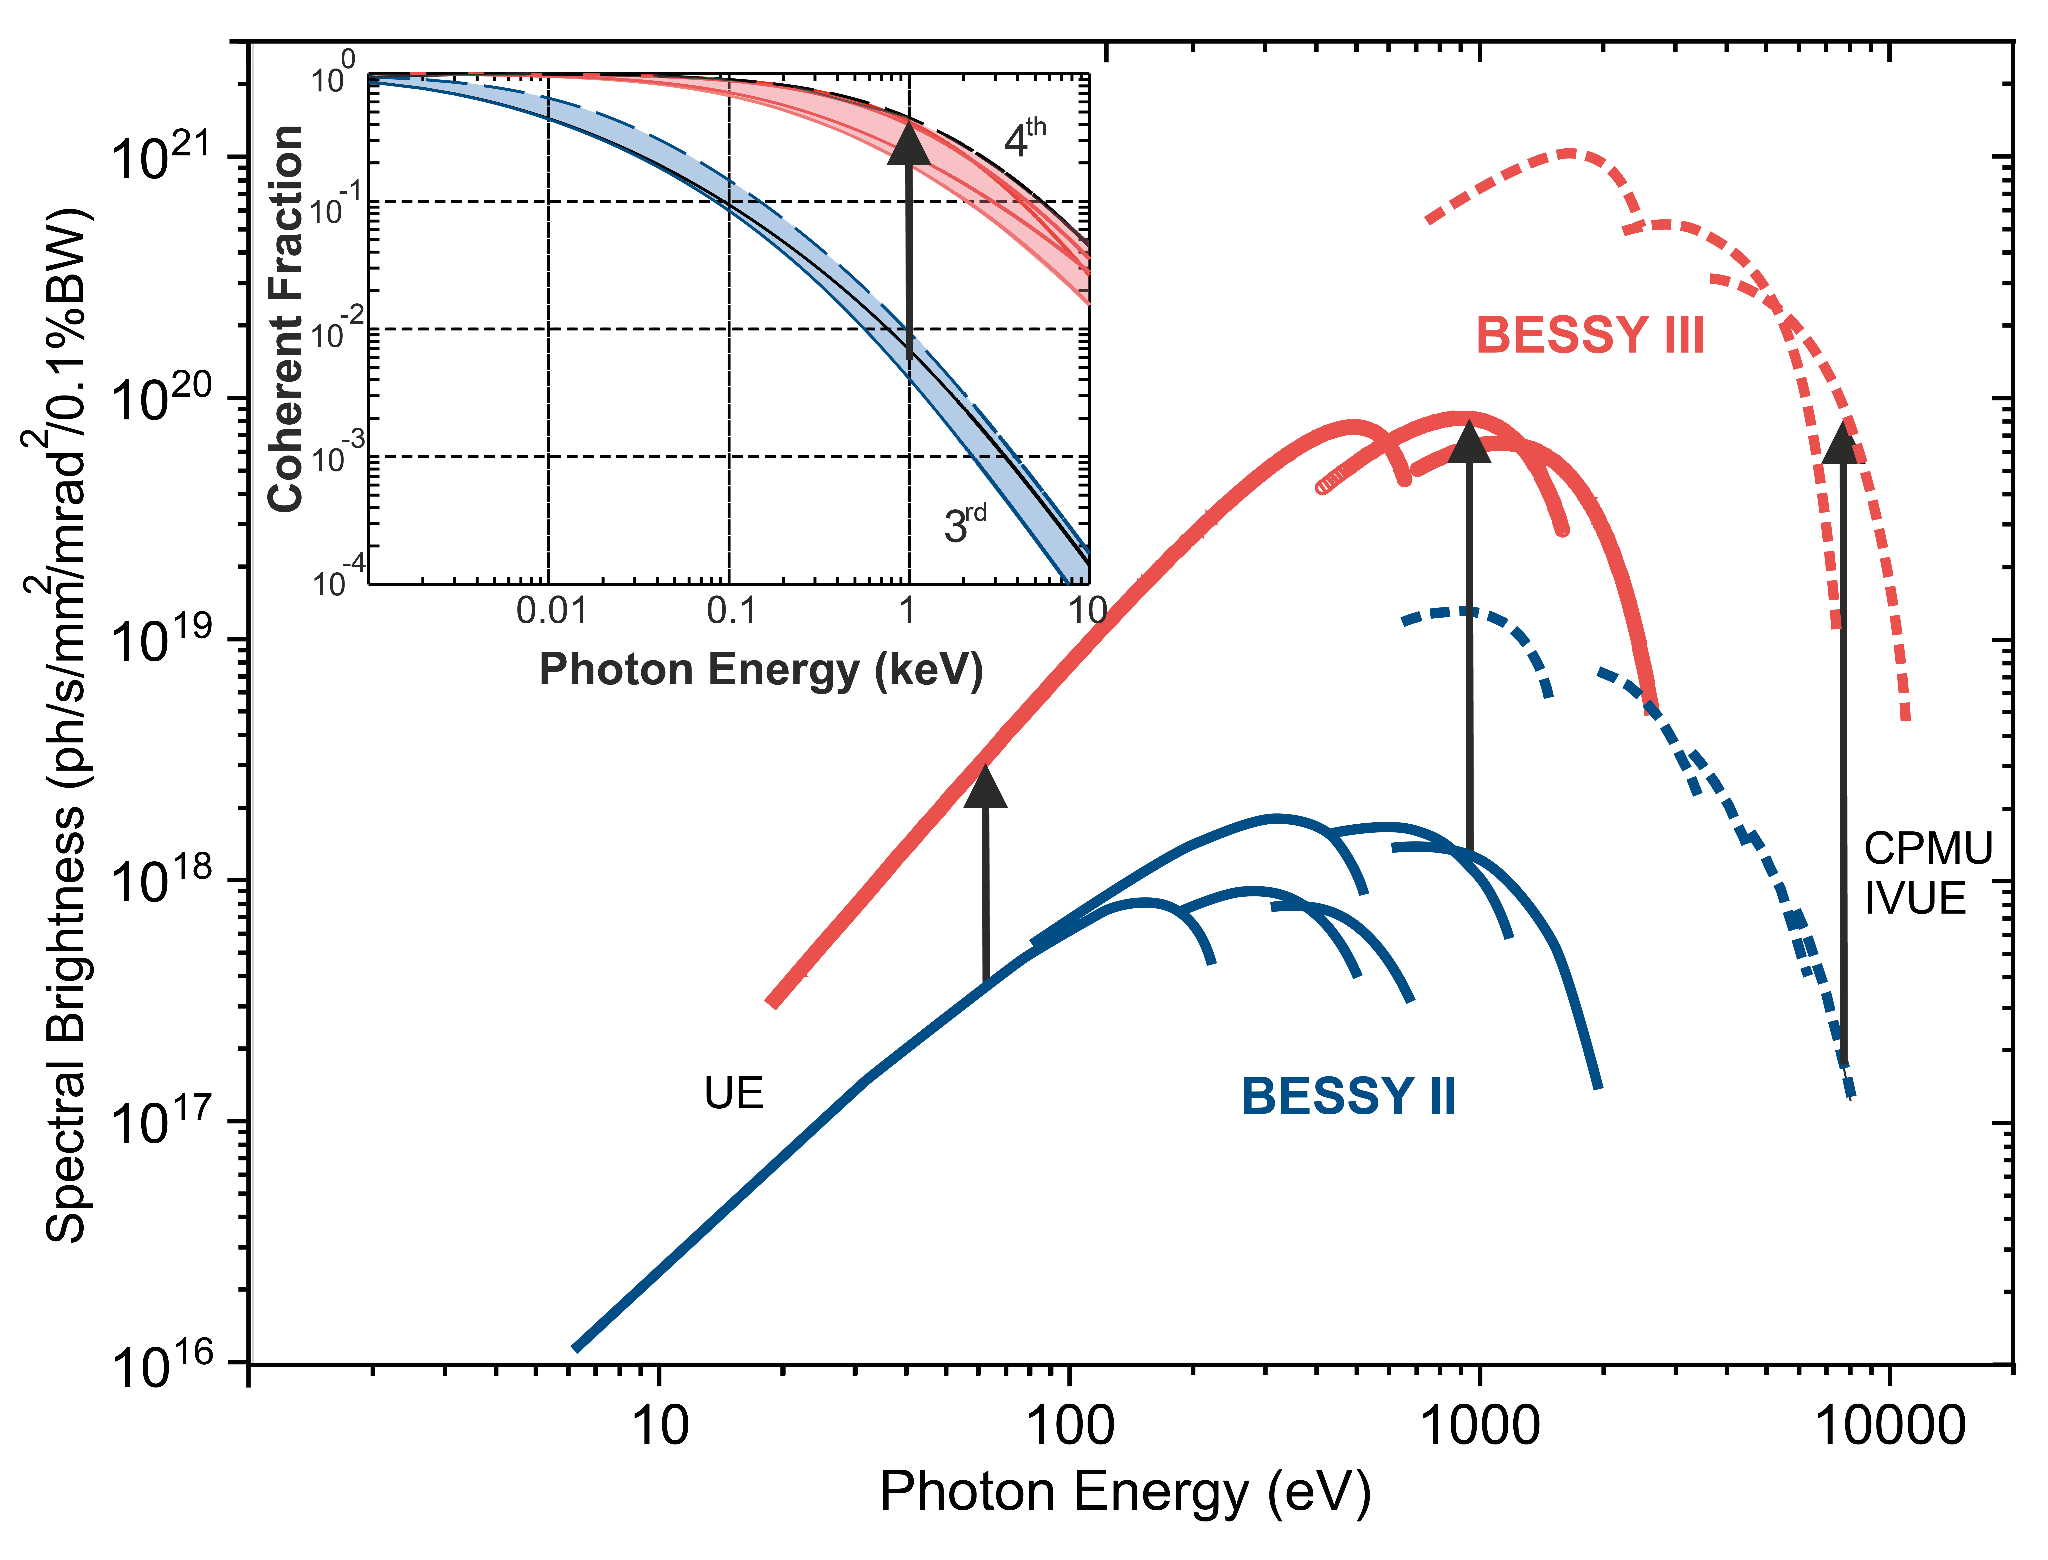 Spectral Brightness (ph/s/mm²/mrad²/0.1%BW)
10²¹
10²⁰
10¹⁹
10¹⁸
10¹⁷
10¹⁶
Coherent Fraction
10⁰
10⁻¹
10⁻²
10⁻³
10⁻⁴
4ᵗʰ
3ʳᵈ
0.01 0.1 1 10
Photon Energy (keV)
BESSY III
CPMU
IVUE
UE
BESSY II
10 100 1000 10000
Photon Energy (eV)